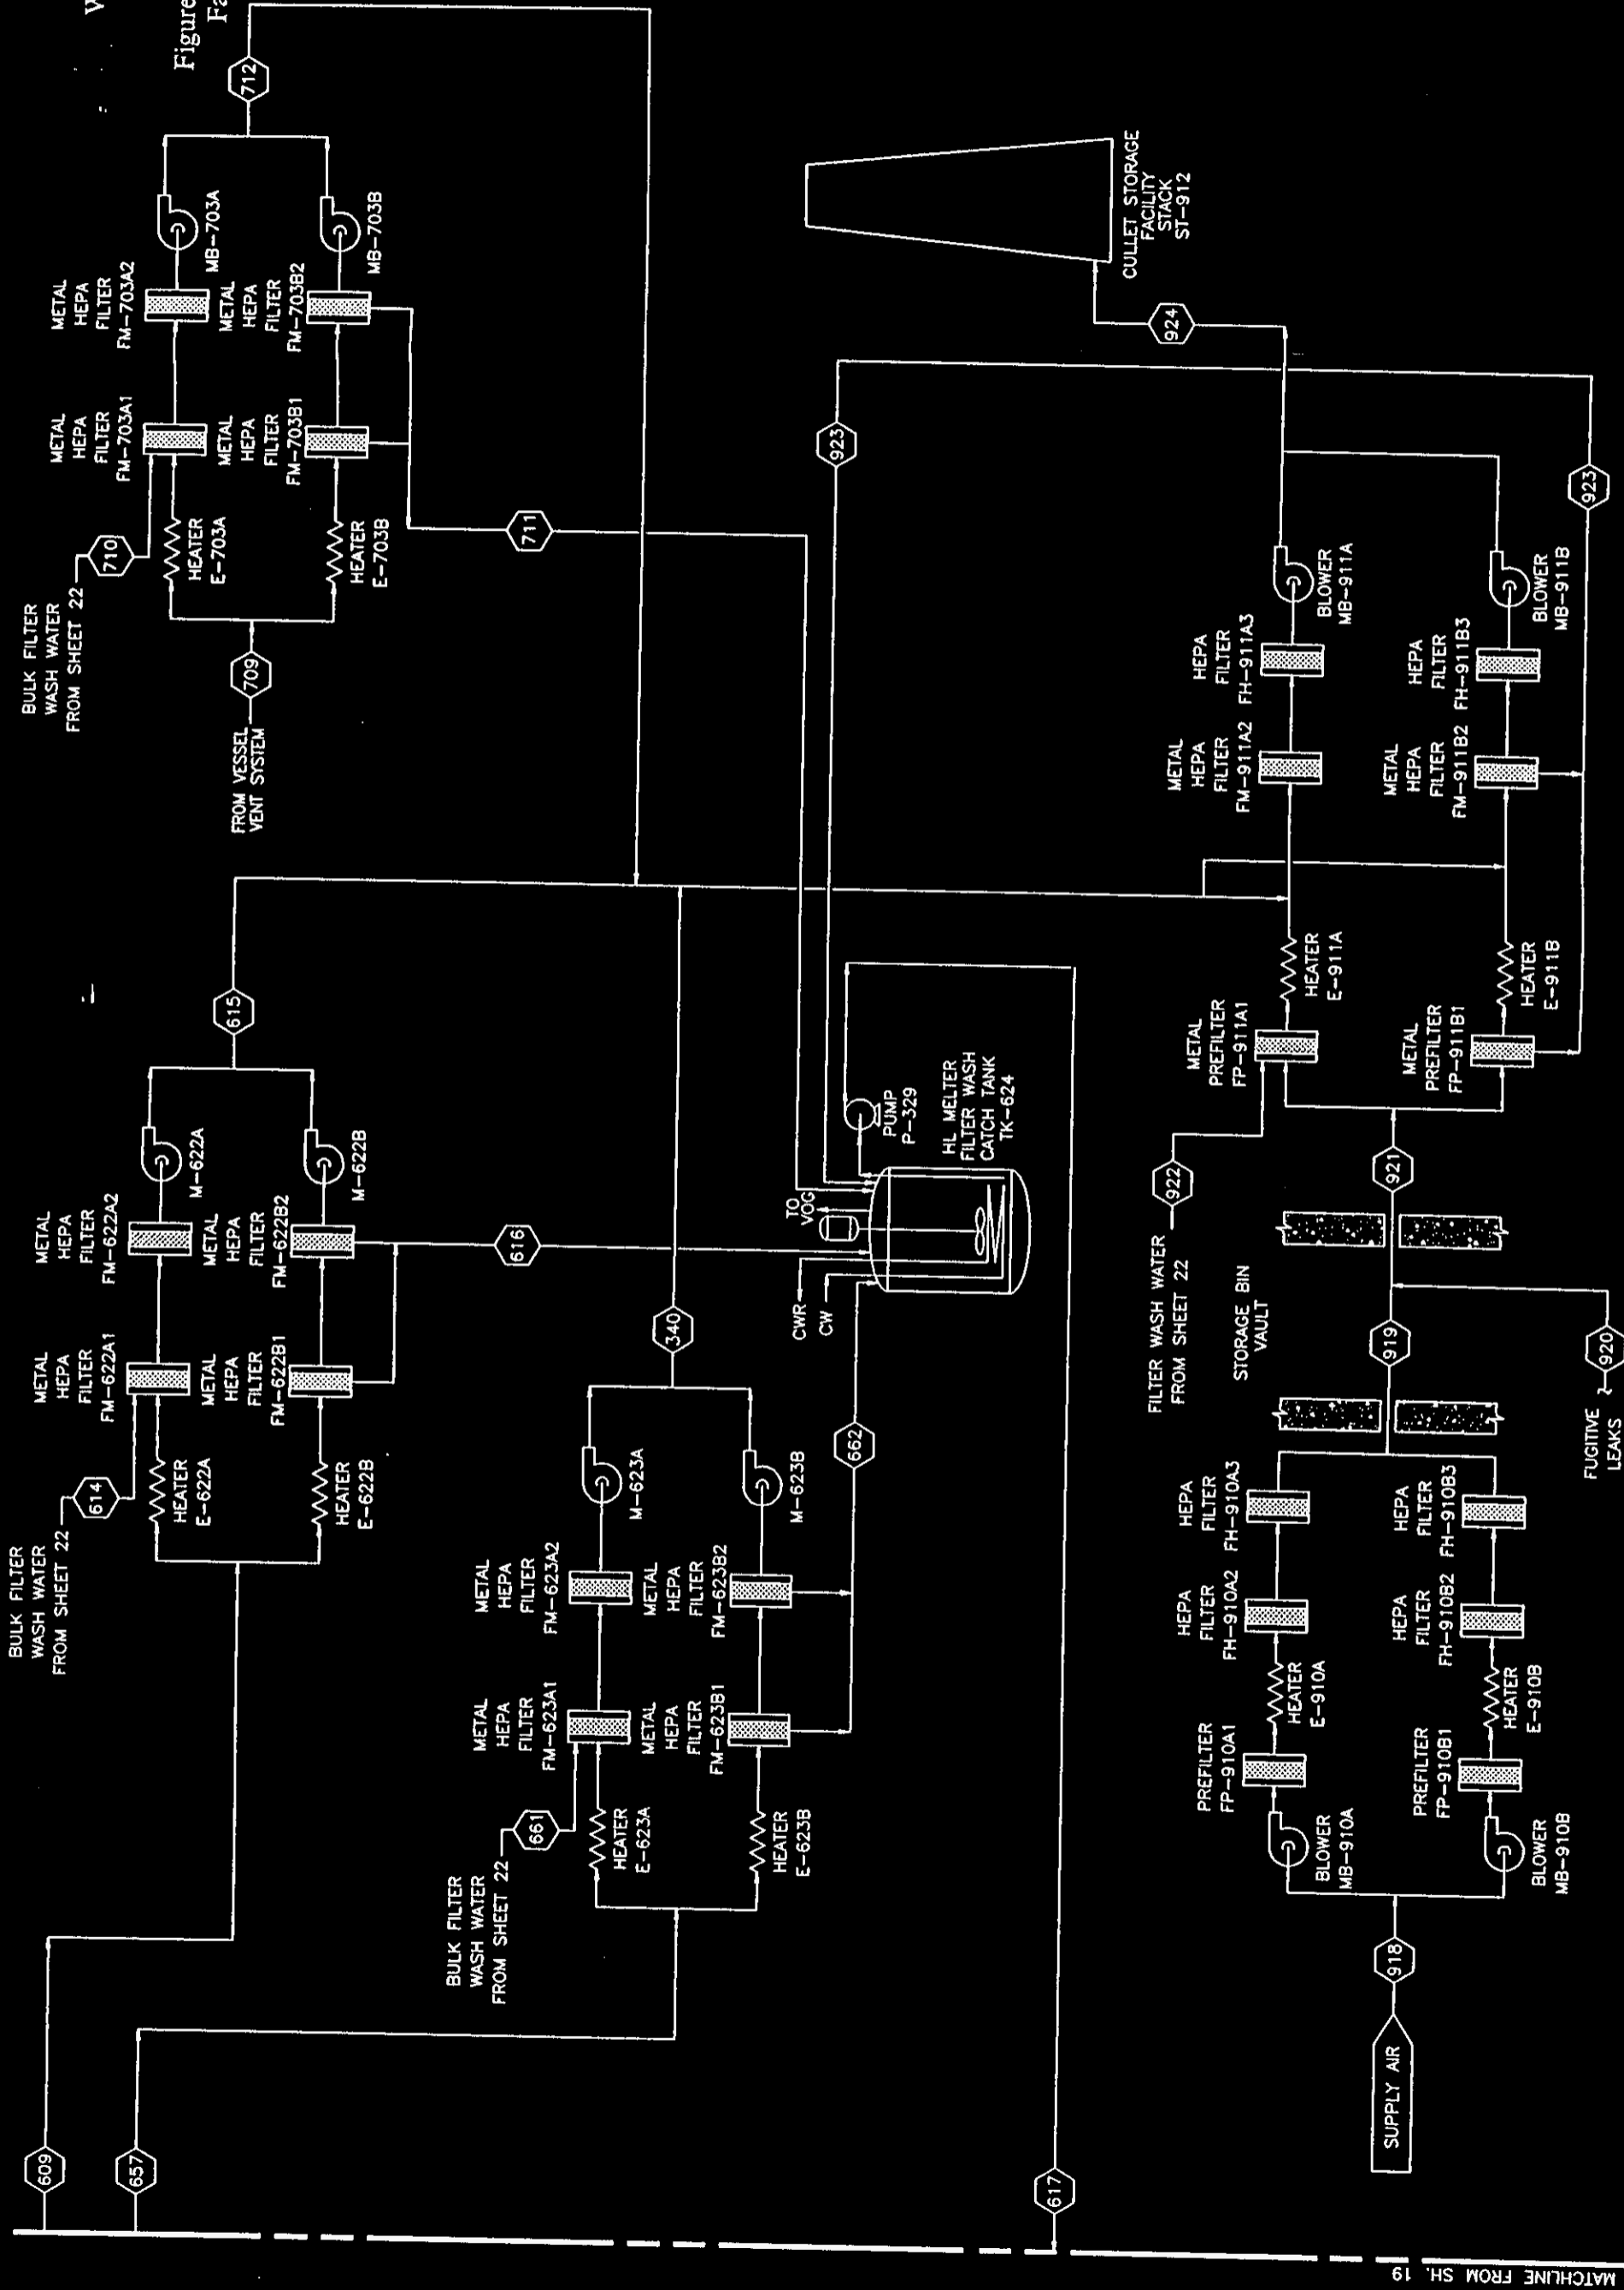 W
Figure
Fa
712
BULK FILTER
WASH WATER
FROM SHEET 22
710
METAL
HEPA
FILTER
FM-703A1
METAL
HEPA
FILTER
FM-703A2
MB-703A
HEATER
E-703A
METAL
HEPA
FILTER
FM-703B1
METAL
HEPA
FILTER
FM-703B2
MB-703B
HEATER
E-703B
FROM VESSEL
VENT SYSTEM
709
711
BULK FILTER
WASH WATER
FROM SHEET 22
614
METAL
HEPA
FILTER
FM-622A1
METAL
HEPA
FILTER
FM-622A2
M-622A
HEATER
E-622A
METAL
HEPA
FILTER
FM-622B1
METAL
HEPA
FILTER
FM-622B2
M-622B
HEATER
E-622B
615
616
609
657
BULK FILTER
WASH WATER
FROM SHEET 22
661
METAL
HEPA
FILTER
FM-623A1
METAL
HEPA
FILTER
FM-623A2
M-623A
HEATER
E-623A
METAL
HEPA
FILTER
FM-623B1
METAL
HEPA
FILTER
FM-623B2
M-623B
HEATER
E-623B
340
662
CWR
CW
TO
VOG
PUMP
P-329
HL MELTER
FILTER WASH
CATCH TANK
TK-624
617
923
CULLET STORAGE
FACILITY
STACK
ST-912
924
SUPPLY AIR
918
BLOWER
MB-910A
PREFILTER
FP-910A1
HEATER
E-910A
HEPA
FILTER
FH-910A2
HEPA
FILTER
FH-910A3
BLOWER
MB-910B
PREFILTER
FP-910B1
HEATER
E-910B
HEPA
FILTER
FH-910B2
HEPA
FILTER
FH-910B3
919
STORAGE BIN
VAULT
FUGITIVE
LEAKS
920
921
FILTER WASH WATER
FROM SHEET 22
922
METAL
PREFILTER
FP-911A1
HEATER
E-911A
METAL
HEPA
FILTER
FM-911A2
HEPA
FILTER
FH-911A3
BLOWER
MB-911A
METAL
PREFILTER
FP-911B1
HEATER
E-911B
METAL
HEPA
FILTER
FM-911B2
HEPA
FILTER
FH-911B3
BLOWER
MB-911B
923
MATCHLINE FROM SH. 19